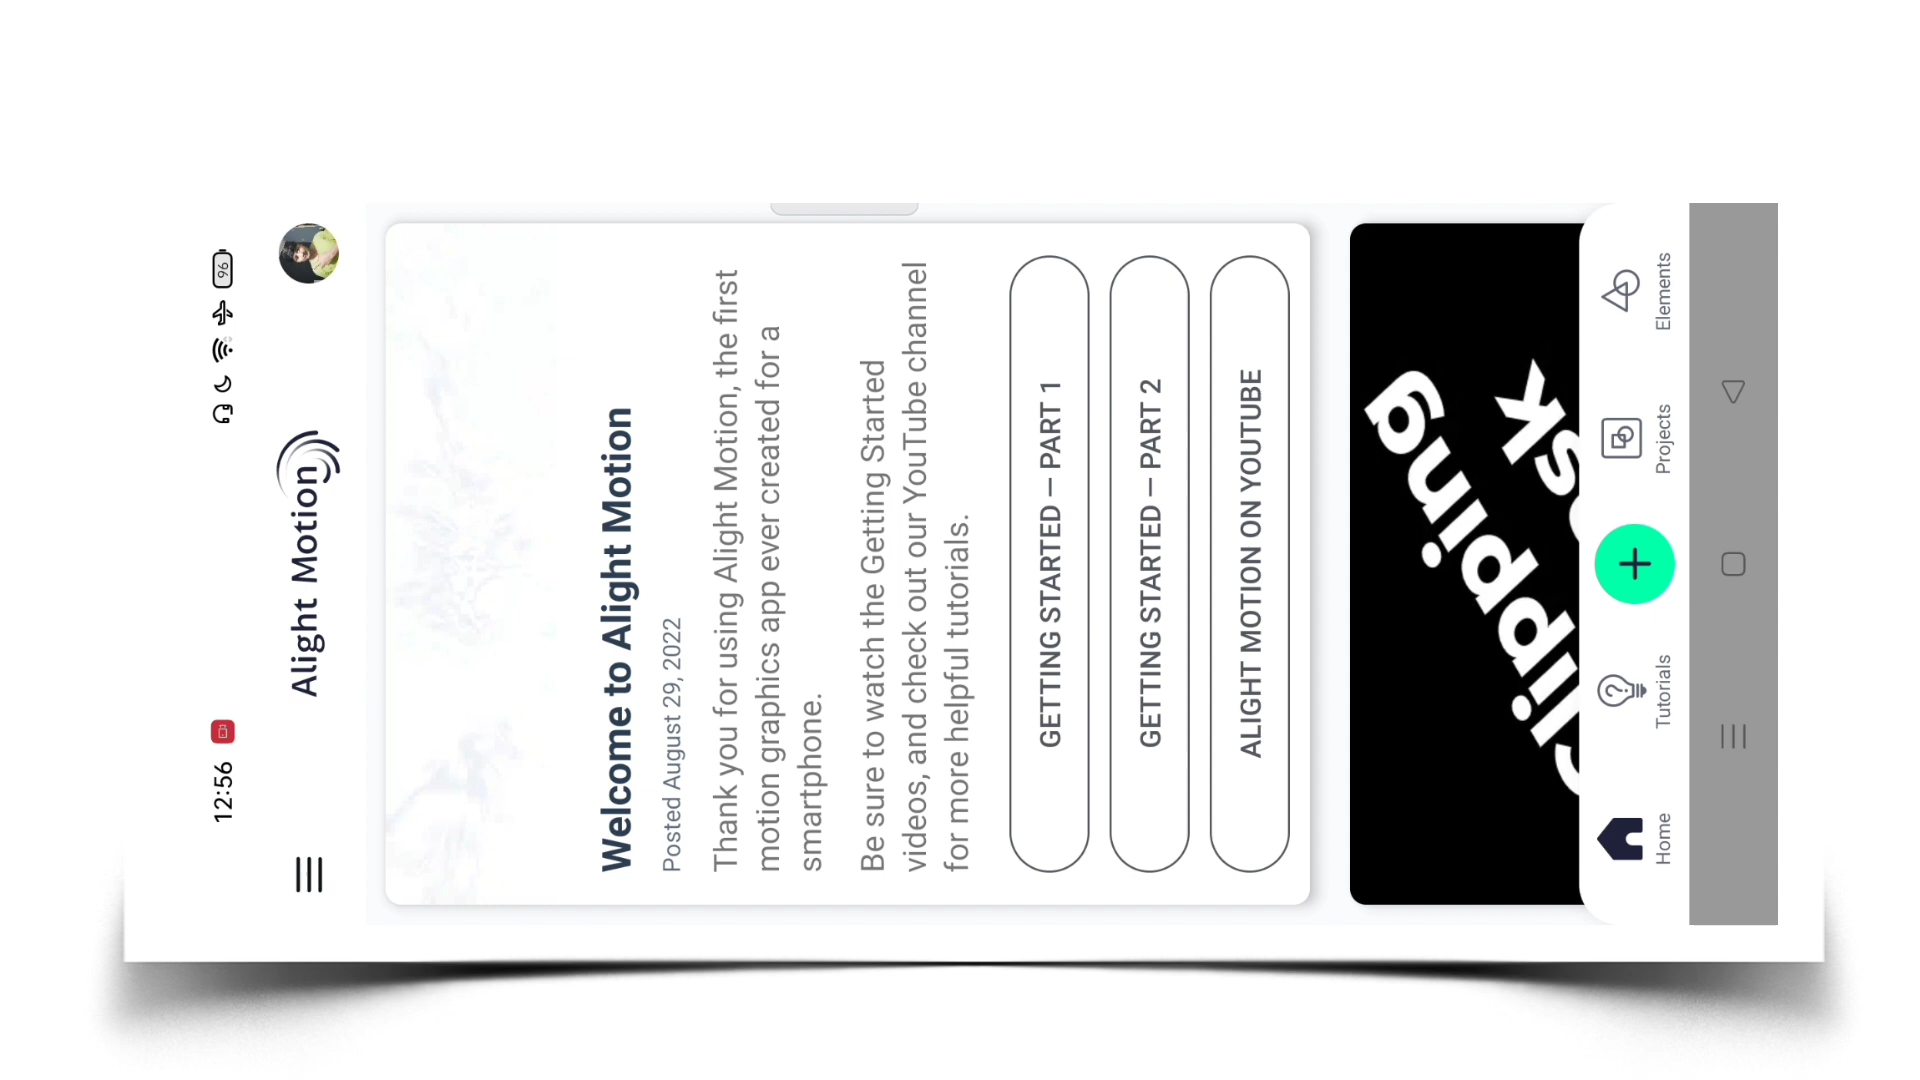 12:56
96
Alight Motion
Welcome to Alight Motion
Posted August 29, 2022
Thank you for using Alight Motion, the first
motion graphics app ever created for a
smartphone.
Be sure to watch the Getting Started
videos, and check out our YouTube channel
for more helpful tutorials.
GETTING STARTED – PART 1
GETTING STARTED – PART 2
ALIGHT MOTION ON YOUTUBE
Home
Tutorials
Projects
Elements